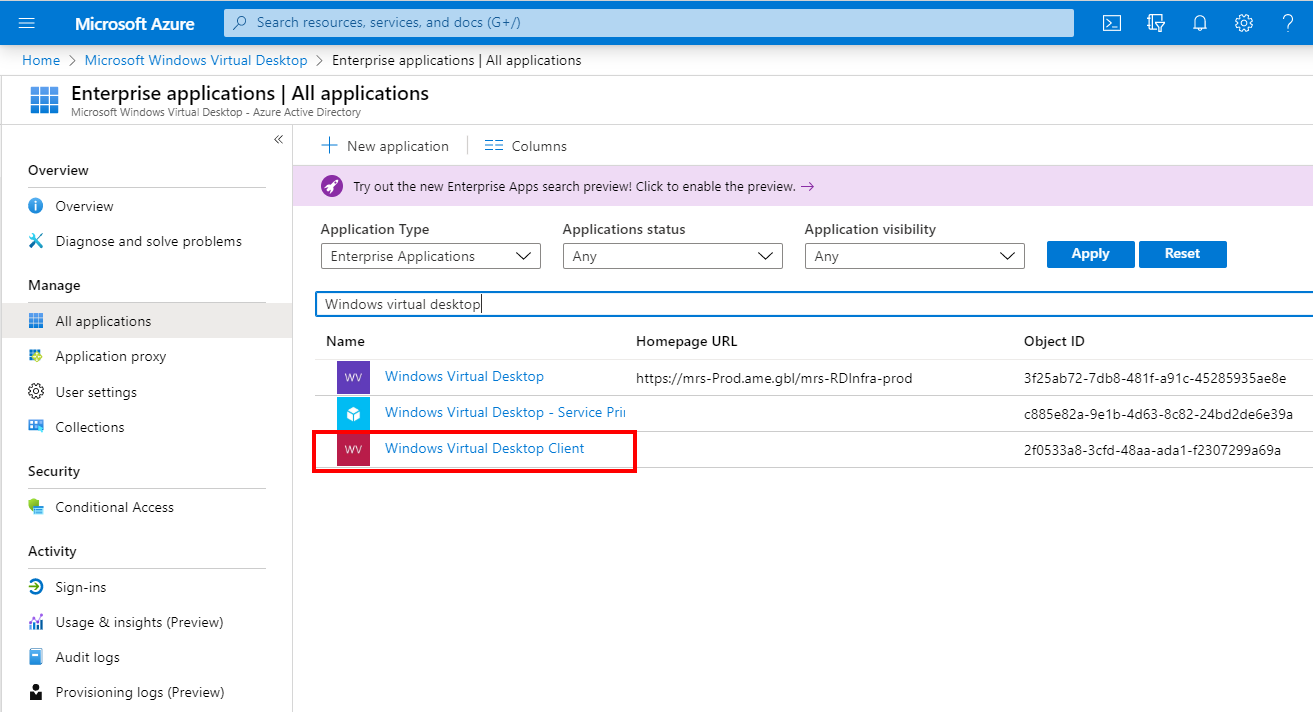 Microsoft Azure
Search resources, services, and docs (G+/)
Home > Microsoft Windows Virtual Desktop > Enterprise applications | All applications
Enterprise applications | All applications
Microsoft Windows Virtual Desktop - Azure Active Directory
«
Overview
Overview
Diagnose and solve problems
Manage
All applications
Application proxy
User settings
Collections
Security
Conditional Access
Activity
Sign-ins
Usage & insights (Preview)
Audit logs
Provisioning logs (Preview)
New application
Columns
Try out the new Enterprise Apps search preview! Click to enable the preview. →
Application Type Applications status Application visibility
Enterprise Applications Any Any Apply Reset
Windows virtual desktop
Name Homepage URL Object ID
WV Windows Virtual Desktop https://mrs-Prod.ame.gbl/mrs-RDInfra-prod 3f25ab72-7db8-481f-a91c-45285935ae8e
Windows Virtual Desktop - Service Pri c885e82a-9e1b-4d63-8c82-24bd2de6e39a
WV Windows Virtual Desktop Client 2f0533a8-3cfd-48aa-ada1-f2307299a69a